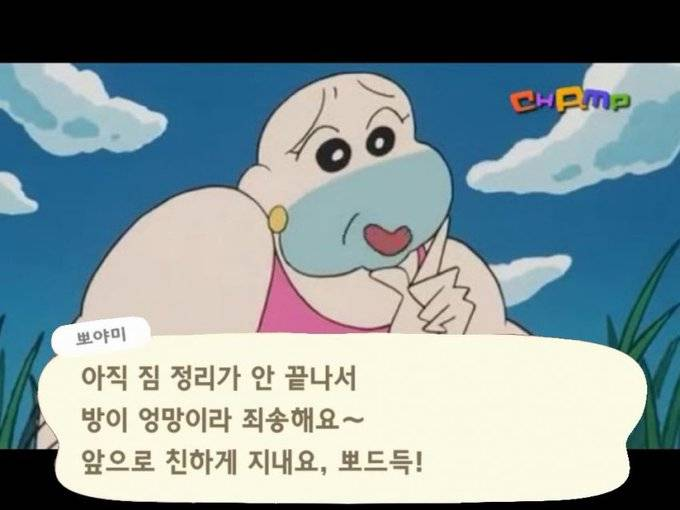 CHAMP
뽀야미
아직 짐 정리가 안 끝나서
방이 엉망이라 죄송해요~
앞으로 친하게 지내요, 뽀드득!